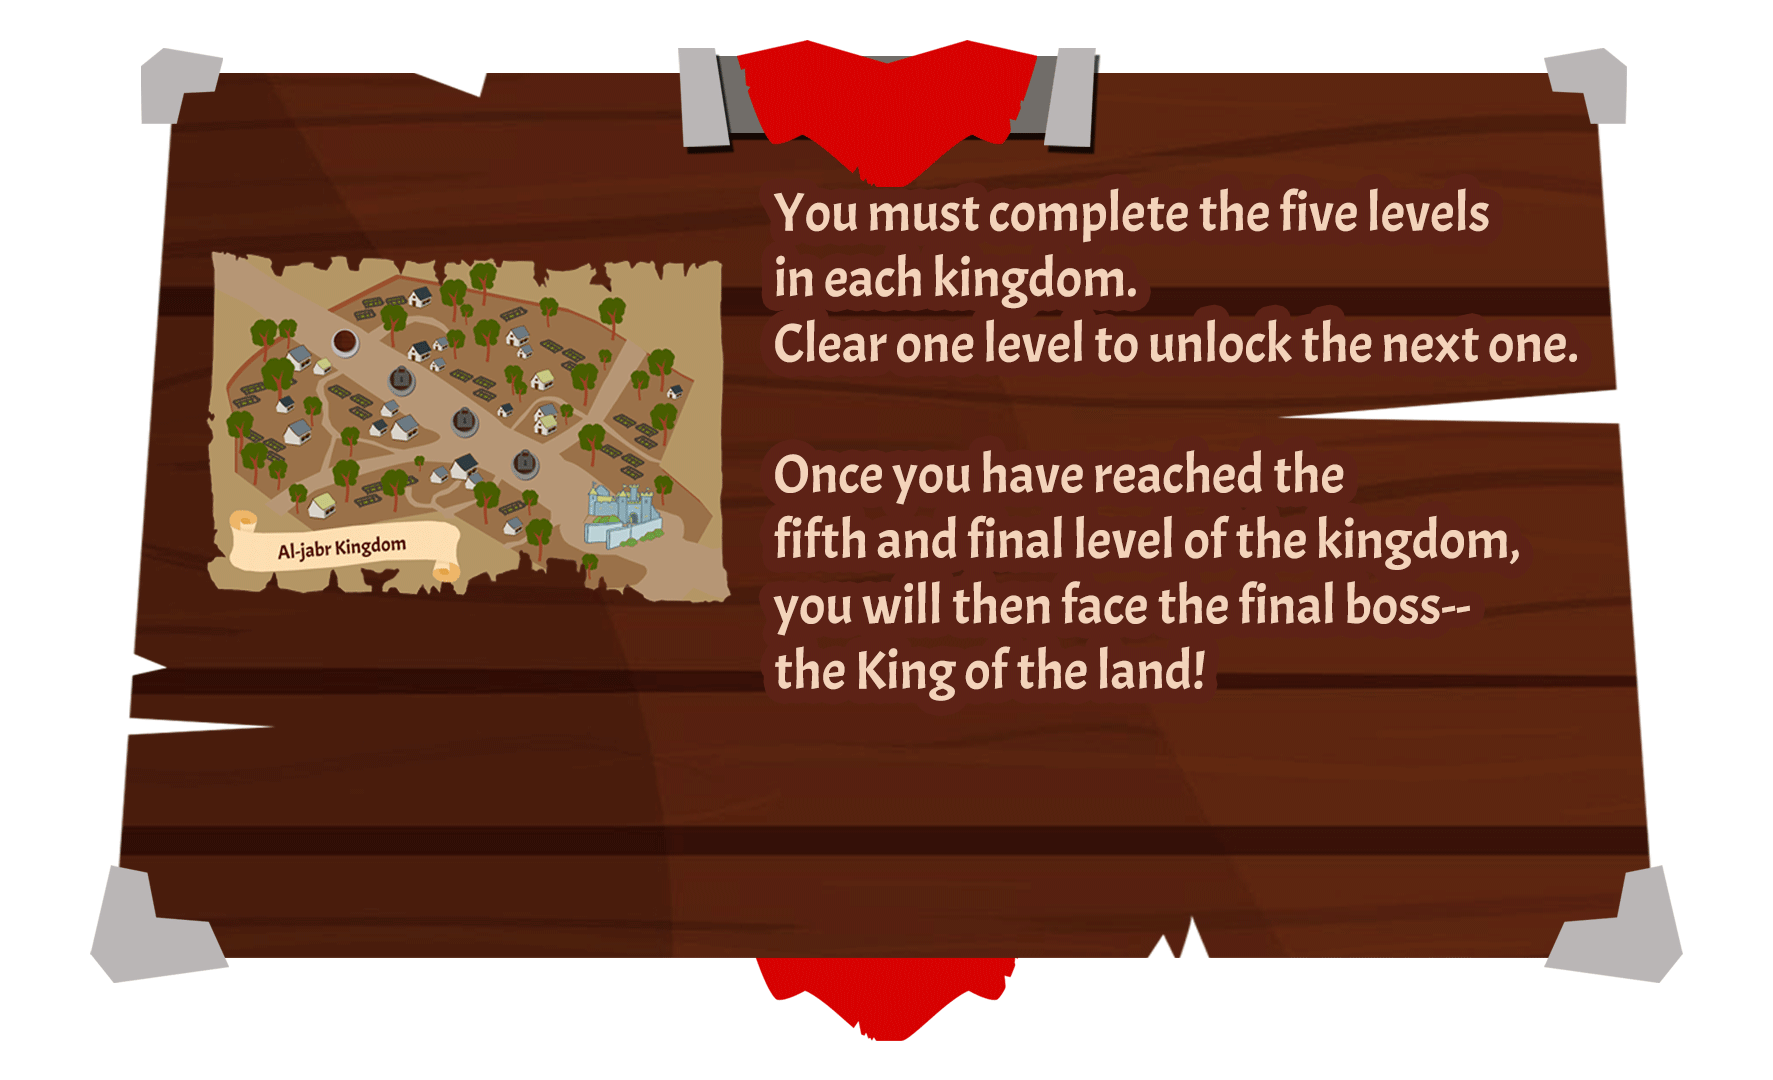 You must complete the five levels
in each kingdom.
Clear one level to unlock the next one.
Once you have reached the
fifth and final level of the kingdom,
you will then face the final boss--
the King of the land!
Al-jabr Kingdom